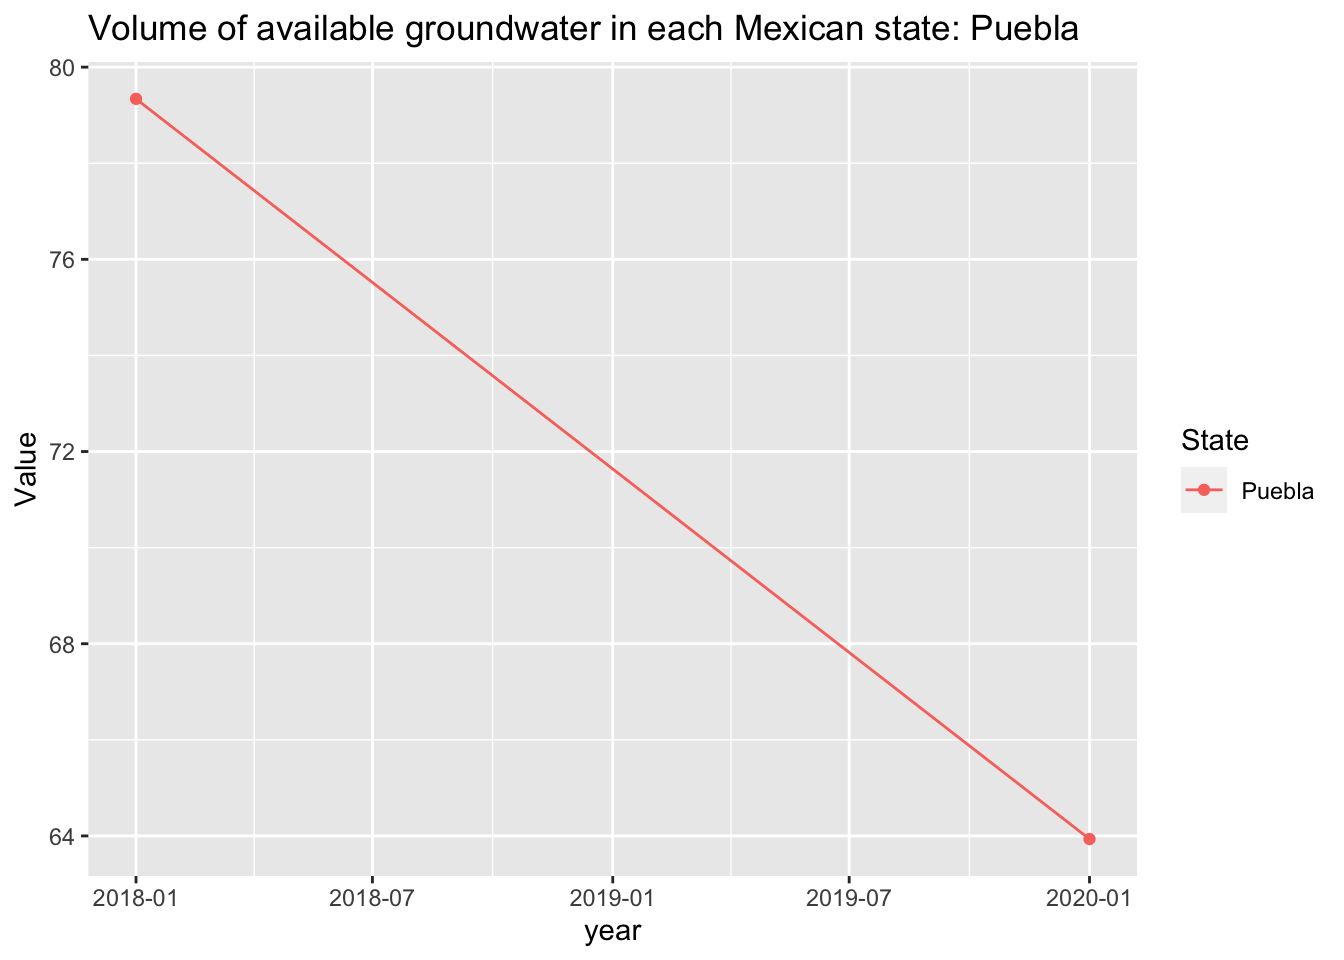 Volume of available groundwater in each Mexican state: Puebla
80
76
72
68
64
Value
2018-01 2018-07 2019-01 2019-07 2020-01
year
State
Puebla